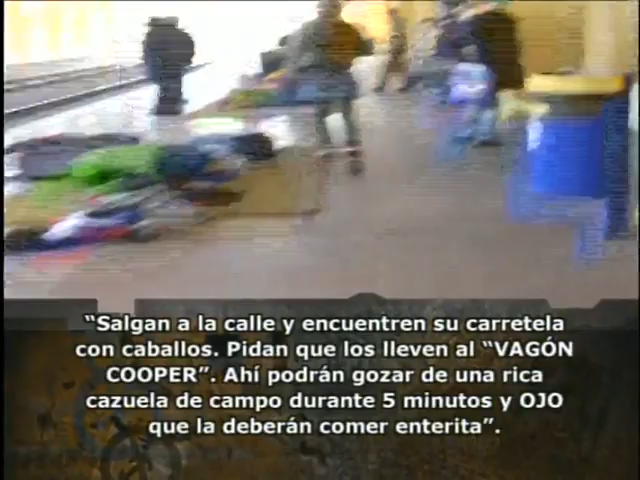 “Salgan a la calle y encuentren su carretela
con caballos. Pidan que los lleven al “VAGÓN
COOPER”. Ahí podrán gozar de una rica
cazuela de campo durante 5 minutos y OJO
que la deberán comer enterita”.